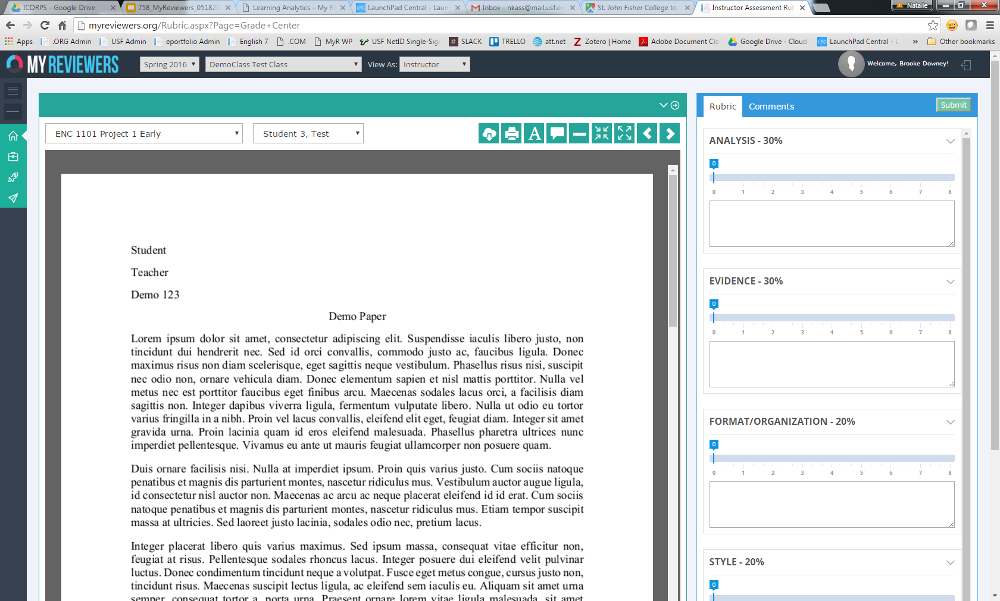 ICORPS - Google Drive
758_MyReviewers_051820
Learning Analytics – My R
LaunchPad Central - Laun
Inbox - nkass@mail.usf.ed
St. John Fisher College to
Instructor Assessment Rub
Natalie
myreviewers.org/Rubric.aspx?Page=Grade+Center
Apps
.ORG Admin
USF Admin
eportfolio Admin
English 7
.COM
MyR WP
USF NetID Single-Sign
SLACK
TRELLO
att.net
Zotero | Home
Adobe Document Clo
Google Drive - Cloud
LaunchPad Central - L
»
Other bookmarks
MYREVIEWERS
Spring 2016
DemoClass Test Class
View As:
Instructor
Welcome, Brooke Downey!
ENC 1101 Project 1 Early
Student 3, Test
A
Student
Teacher
Demo 123
Demo Paper
Lorem ipsum dolor sit amet, consectetur adipiscing elit. Suspendisse iaculis libero justo, non
tincidunt dui hendrerit nec. Sed id orci convallis, commodo justo ac, faucibus ligula. Donec
maximus risus non diam scelerisque, eget sagittis neque vestibulum. Phasellus risus nisi, suscipit
nec odio non, ornare vehicula diam. Donec elementum sapien et nisl mattis porttitor. Nulla vel
metus nec est porttitor faucibus eget finibus arcu. Maecenas sodales lacus orci, a facilisis diam
sagittis non. Integer dapibus viverra ligula, fermentum vulputate libero. Nulla ut odio eu tortor
varius fringilla in a nibh. Proin vel lacus convallis, eleifend elit eget, feugiat diam. Integer sit amet
gravida urna. Proin lacinia quam id eros eleifend malesuada. Phasellus pharetra ultrices nunc
imperdiet pellentesque. Vivamus eu ante ut mauris feugiat ullamcorper non posuere quam.
Duis ornare facilisis nisi. Nulla at imperdiet ipsum. Proin quis varius justo. Cum sociis natoque
penatibus et magnis dis parturient montes, nascetur ridiculus mus. Vestibulum auctor augue ligula,
id consectetur nisl auctor non. Maecenas ac arcu ac neque placerat eleifend id id erat. Cum sociis
natoque penatibus et magnis dis parturient montes, nascetur ridiculus mus. Etiam tempor suscipit
massa at ultricies. Sed laoreet justo lacinia, sodales odio nec, pretium lacus.
Integer placerat libero quis varius maximus. Sed ipsum massa, consequat vitae efficitur non,
feugiat at risus. Pellentesque sodales rhoncus lacus. Integer posuere dui eleifend velit pulvinar
luctus. Donec condimentum tincidunt neque a volutpat. Fusce eget metus congue, cursus justo non,
tincidunt risus. Maecenas suscipit lectus ligula, ac eleifend sem iaculis eu. Aliquam sit amet urna
semper, consequat tortor a, porta urna. Praesent ornare lorem vitae ligula malesuada, sit amet
Rubric
Comments
Submit
ANALYSIS - 30%
0
0 1 2 3 4 5 6 7 8
EVIDENCE - 30%
0
0 1 2 3 4 5 6 7 8
FORMAT/ORGANIZATION - 20%
0
0 1 2 3 4 5 6 7 8
STYLE - 20%
0